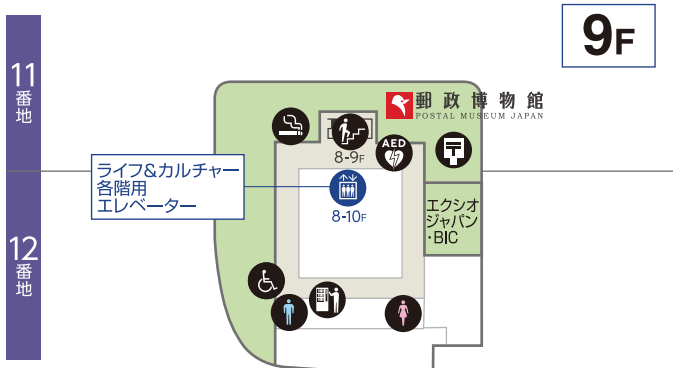 9F
11
番地
郵政博物館
POSTAL MUSEUM JAPAN
AED
8-9F
ライフ&カルチャー
各階用
エレベーター
8-10F
エクシオ
ジャパン
・BIC
12
番地